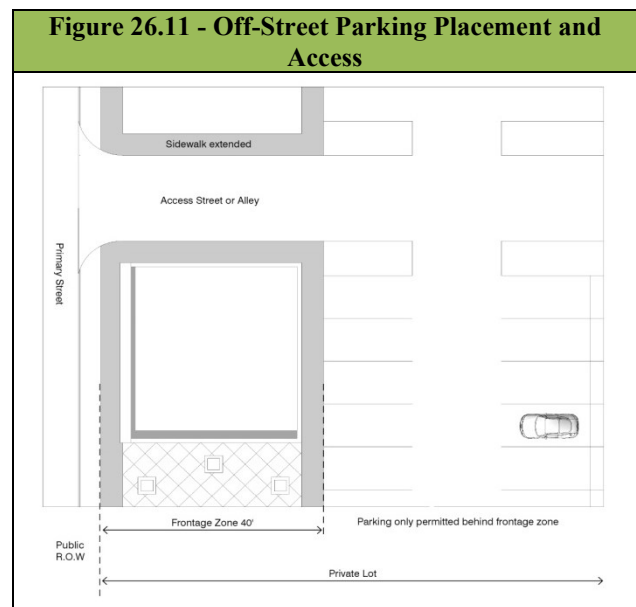 Figure 26.11 - Off-Street Parking Placement and
Access
Sidewalk extended
Access Street or Alley
Primary Street
Frontage Zone 40'
Parking only permitted behind frontage zone
Public
R.O.W
Private Lot